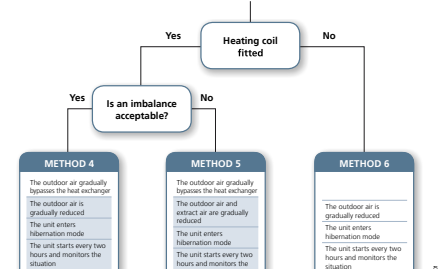 Yes
Heating coil
fitted
No
Yes
Is an imbalance
acceptable?
No
METHOD 4
The outdoor air gradually
bypasses the heat exchanger
The outdoor air is
gradually reduced
The unit enters
hibernation mode
The unit starts every two
hours and monitors the
situation
METHOD 5
The outdoor air gradually
bypasses the heat exchanger
The outdoor air and
extract air are gradually
reduced
The unit enters
hibernation mode
The unit starts every two
hours and monitors the
METHOD 6
The outdoor air is
gradually reduced
The unit enters
hibernation mode
The unit starts every two
hours and monitors the
situation